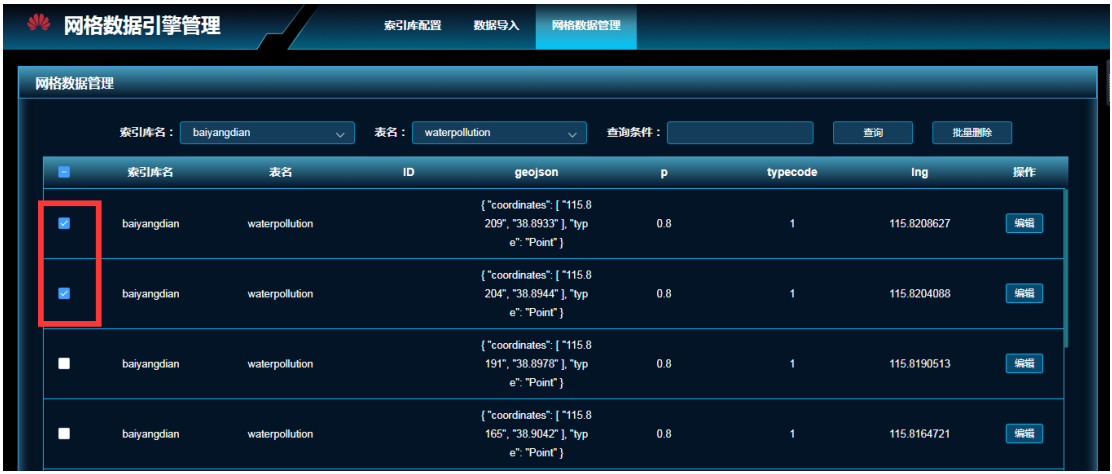 网格数据引擎管理
索引库配置 数据导入 网格数据管理
网格数据管理
索引库名： baiyangdian 表名： waterpollution 查询条件： 查询 批量删除
索引库名 表名 ID geojson p typecode lng 操作
{ "coordinates": [ "115.8
baiyangdian waterpollution 209", "38.8933" ], "typ 0.8 1 115.8208627 编辑
e": "Point" }
{ "coordinates": [ "115.8
baiyangdian waterpollution 204", "38.8944" ], "typ 0.8 1 115.8204088 编辑
e": "Point" }
{ "coordinates": [ "115.8
baiyangdian waterpollution 191", "38.8978" ], "typ 0.8 1 115.8190513 编辑
e": "Point" }
{ "coordinates": [ "115.8
baiyangdian waterpollution 165", "38.9042" ], "typ 0.8 1 115.8164721 编辑
e": "Point" }